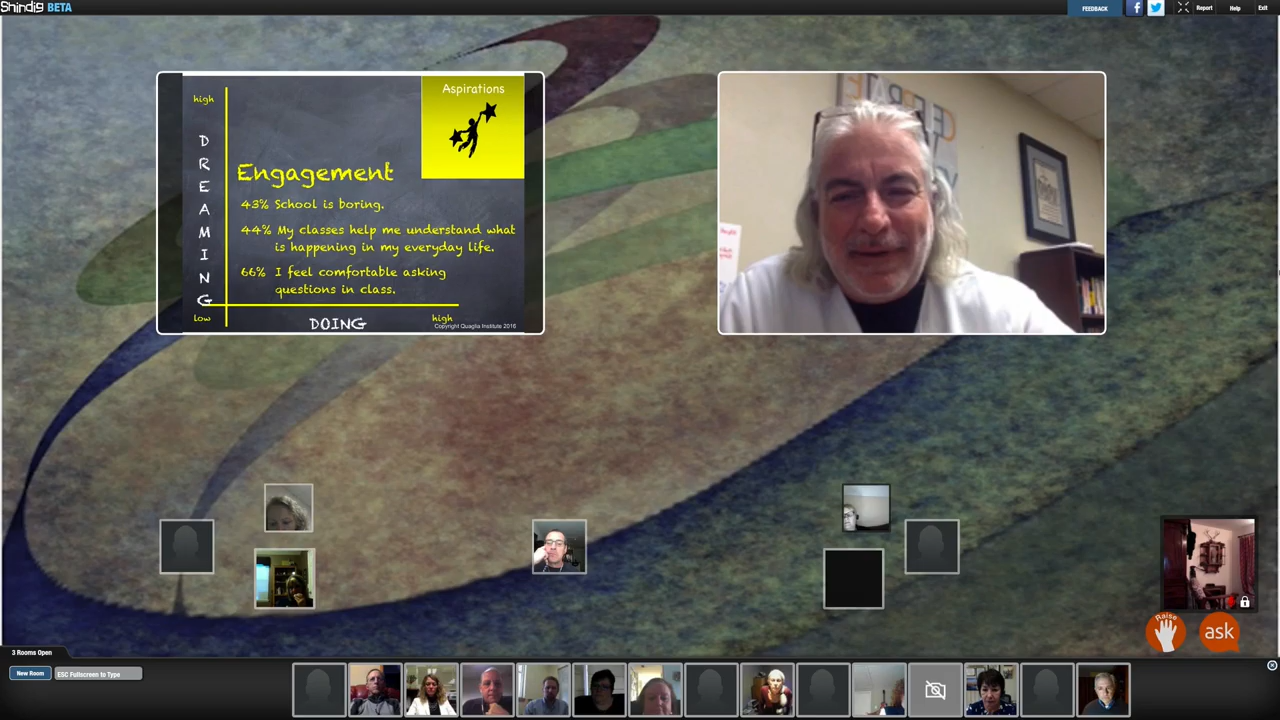 Shindig BETA
FEEDBACK
Report
Help
Exit
high
Aspirations
DREAMING
Engagement
43% School is boring.
44% My classes help me understand what
is happening in my everyday life.
66% I feel comfortable asking
questions in class.
low
DOING
high
Copyright Quaglia Institute 2016
Raise
ask
3 Rooms Open
New Room
ESC Fullscreen to Type